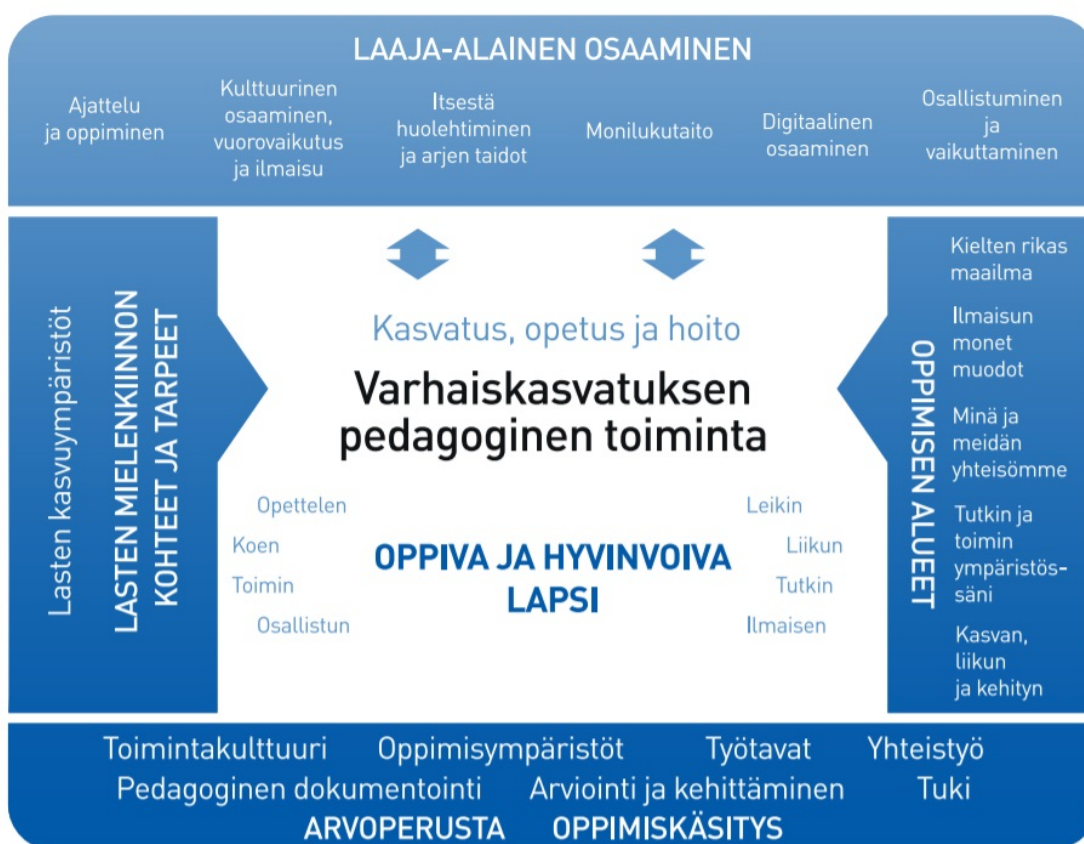 LAAJA-ALAINEN OSAAMINEN
Ajattelu
ja oppiminen
Kulttuurinen
osaaminen,
vuorovaikutus
ja ilmaisu
Itsestä
huolehtiminen
ja arjen taidot
Monilukutaito
Digitaalinen
osaaminen
Osallistuminen
ja
vaikuttaminen
Lasten kasvuympäristöt
LASTEN MIELENKIINNON
KOHTEET JA TARPEET
Kasvatus, opetus ja hoito
Varhaiskasvatuksen
pedagoginen toiminta
Opettelen
Koen
Toimin
Osallistun
OPPIVA JA HYVINVOIVA
LAPSI
Leikin
Liikun
Tutkin
Ilmaisen
OPPIMISEN ALUEET
Kielten rikas
maailma
Ilmaisun
monet
muodot
Minä ja
meidän
yhteisömme
Tutkin ja
toimin
ympäristös-
säni
Kasvan,
liikun
ja kehityn
Toimintakulttuuri Oppimisympäristöt Työtavat Yhteistyö
Pedagoginen dokumentointi Arviointi ja kehittäminen Tuki
ARVOPERUSTA OPPIMISKÄSITYS